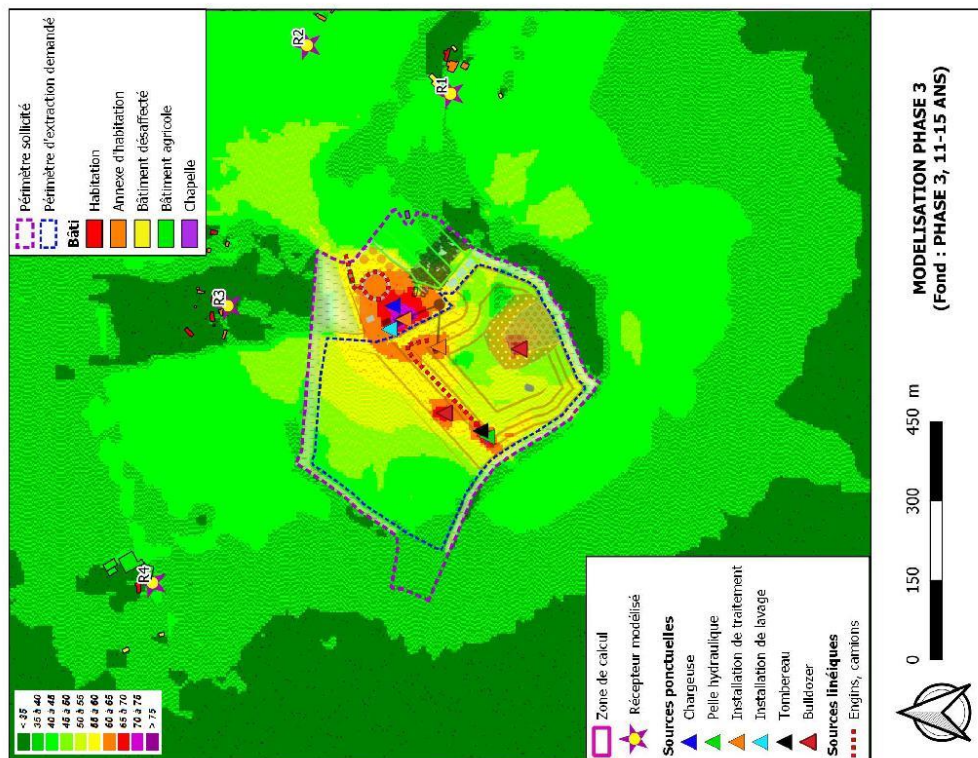 Périmètre sollicité
Périmètre d'extraction demandé
Bâti
Habitation
Annexe d'habitation
Bâtiment désaffecté
Bâtiment agricole
Chapelle
R2
R1
R3
R4
< 35
35 à 40
40 à 45
45 à 50
50 à 55
55 à 60
60 à 65
65 à 70
70 à 75
> 75
Zone de calcul
Récepteur modélisé
Sources ponctuelles
Chargeuse
Pelle hydraulique
Installation de traitement
Installation de lavage
Tombereau
Bulldozer
Sources linéiques
Engins, camions
0 150 300 450 m
MODELISATION PHASE 3
(Fond : PHASE 3, 11-15 ANS)